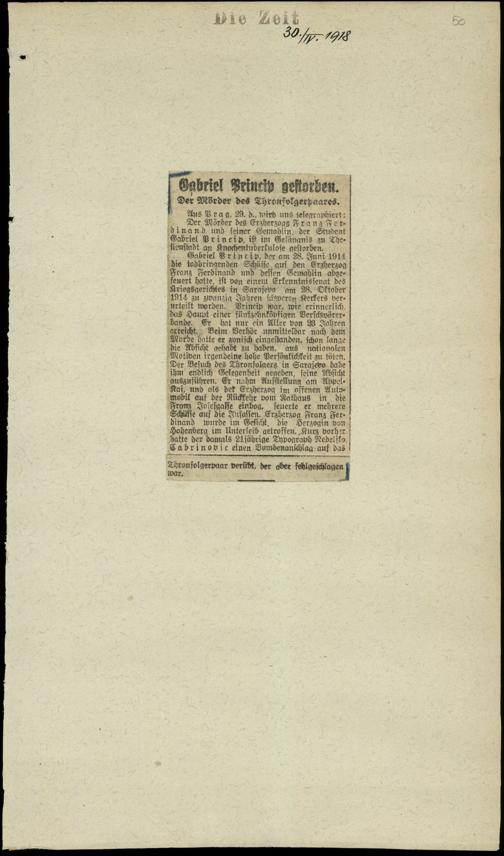 Die Zeit
50
30./IV. 1918
Gabriel Princip gestorben.
Der Mörder des Thronfolgerpaares.
Aus Prag, 29. d., wird uns telegraphiert:
Der Mörder des Erzherzogs Franz Fer-
dinand und seiner Gemahlin, der Student
Gabriel Princip, ist im Gefängnis zu The-
resienstadt an Knochentuberkulose gestorben.
Gabriel Princip, der am 28. Juni 1914
die todbringenden Schüsse auf den Erzherzog
Franz Ferdinand und dessen Gemahlin abge-
feuert hatte, ist von einem Erkenntnissenat des
Kriegsgerichtes in Sarajevo am 28. Oktober
1914 zu zwanzig Jahren schweren Kerkers ver-
urteilt worden. Princip war, wie erinnerlich,
das Haupt einer fünfzehnköpfigen Verschwörer-
bande. Er hat nur ein Alter von 23 Jahren
erreicht. Beim Verhör unmittelbar nach dem
Morde hatte er zynisch eingestanden, schon lange
die Absicht gehabt zu haben, aus nationalen
Motiven irgendeine hohe Persönlichkeit zu töten.
Der Besuch des Thronfolgers in Sarajevo habe
ihm endlich Gelegenheit gegeben, seine Absicht
auszuführen. Er nahm Aufstellung am Appel-
Kai, und als der Erzherzog im offenen Auto-
mobil auf der Rückkehr vom Rathaus in die
Franz Josefgasse einbog, feuerte er mehrere
Schüsse auf die Insassen. Erzherzog Franz Fer-
dinand wurde im Gesicht, die Herzogin von
Hohenberg im Unterleib getroffen. Kurz vorher
hatte der damals 21jährige Typograph Nedeljko
Cabrinovic einen Bombenanschlag auf das
Thronfolgerpaar verübt, der aber fehlgeschlagen
war.